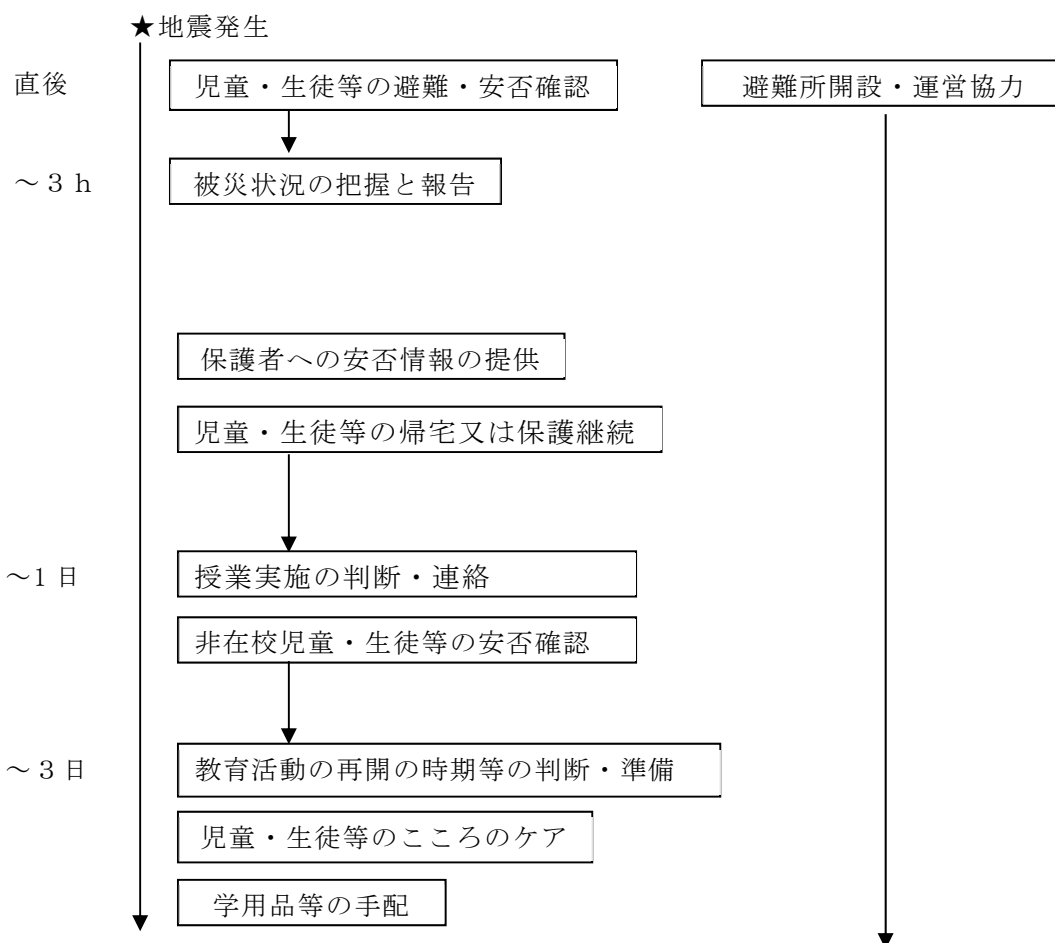 ★地震発生
直後
児童・生徒等の避難・安否確認
避難所開設・運営協力
～３ｈ
被災状況の把握と報告
保護者への安否情報の提供
児童・生徒等の帰宅又は保護継続
～1日
授業実施の判断・連絡
非在校児童・生徒等の安否確認
～３日
教育活動の再開の時期等の判断・準備
児童・生徒等のこころのケア
学用品等の手配